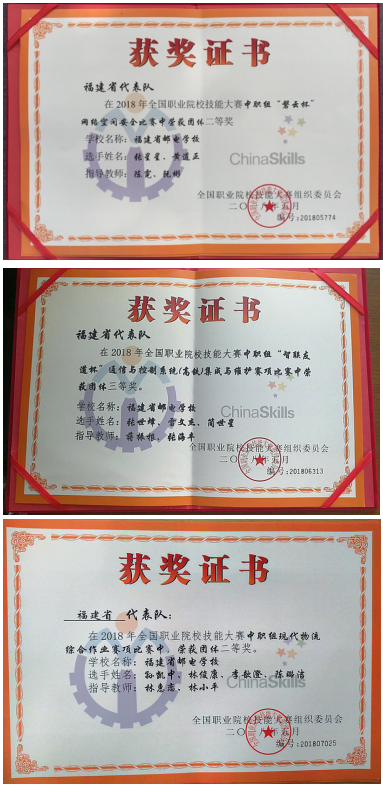 获奖证书
福建省代表队
在2018年全国职业院校技能大赛中职组“磐云杯”
网络空间安全比赛中荣获团体二等奖
学校名称：福建省邮电学校
选手姓名：张星星、黄道正
指导教师：陈宽、阮彬
ChinaSkills
全国职业院校技能大赛组织委员会
二〇一八年五月
编号:201805774
获奖证书
福建省代表队
在2018年全国职业院校技能大赛中职组“智联友
道杯”通信与控制系统(高铁)集成与维护赛项比赛中荣
获团体三等奖。
学校名称：福建省邮电学校
选手姓名：张世烽、雷文杰、简世星
指导教师：蒋振根、张海平
ChinaSkills
全国职业院校技能大赛组织委员会
二〇一八年五月
编号:201806313
获奖证书
福建省 代表队：
在2018年全国职业院校技能大赛中职组现代物流
综合作业赛项比赛中 荣获团体二等奖。
学校名称：福建省邮电学校
选手姓名：孙凯中、林俊康、李歆澄、陈璐洁
指导教师：林惠志、林小平
ChinaSkills
全国职业院校技能大赛组织委员会
二〇一八年五月
编号:201807025